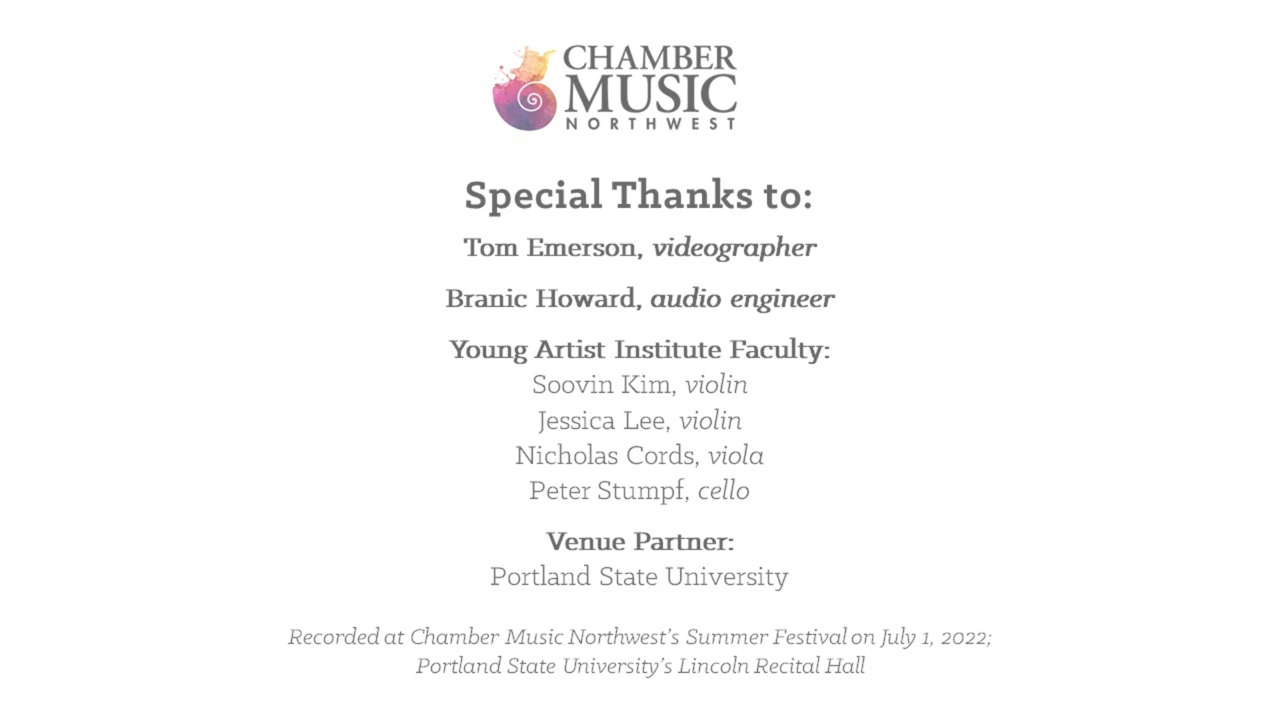 CHAMBER
MUSIC
NORTHWEST
Special Thanks to:
Tom Emerson, videographer
Branic Howard, audio engineer
Young Artist Institute Faculty:
Soovin Kim, violin
Jessica Lee, violin
Nicholas Cords, viola
Peter Stumpf, cello
Venue Partner:
Portland State University
Recorded at Chamber Music Northwest's Summer Festival on July 1, 2022;
Portland State University's Lincoln Recital Hall